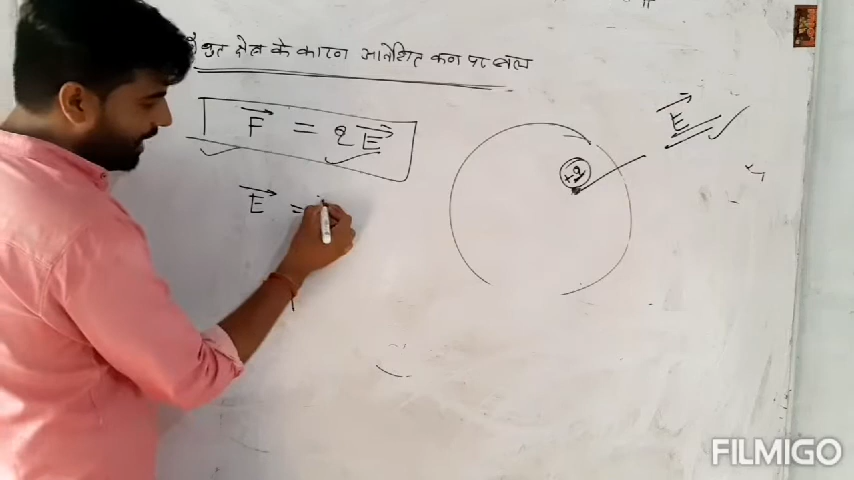 द्युत क्षेत्र के कारण आवेशित कण पर बल
F = qE
E =
+q
E
FILMIGO